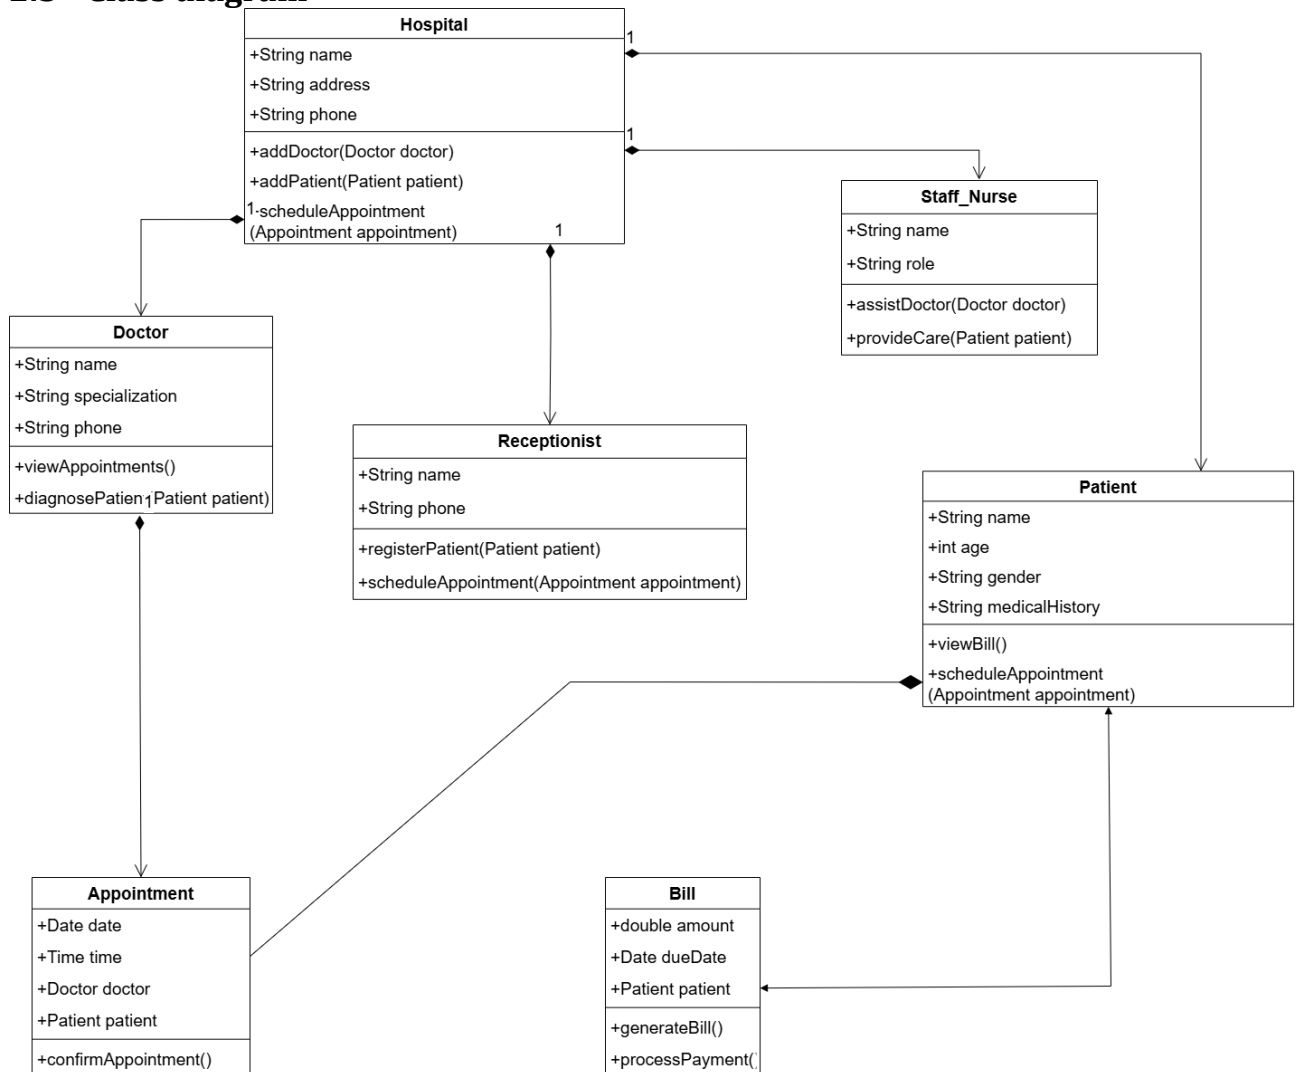 Class diagram
Hospital
+String name
+String address
+String phone
+addDoctor(Doctor doctor)
+addPatient(Patient patient)
scheduleAppointment
(Appointment appointment)
1
1
1
1
Staff_Nurse
+String name
+String role
+assistDoctor(Doctor doctor)
+provideCare(Patient patient)
Doctor
+String name
+String specialization
+String phone
+viewAppointments()
+diagnosePatien (Patient patient)
1
Receptionist
+String name
+String phone
+registerPatient(Patient patient)
+scheduleAppointment(Appointment appointment)
Patient
+String name
+int age
+String gender
+String medicalHistory
+viewBill()
+scheduleAppointment
(Appointment appointment)
Appointment
+Date date
+Time time
+Doctor doctor
+Patient patient
+confirmAppointment()
Bill
+double amount
+Date dueDate
+Patient patient
+generateBill()
+processPayment(